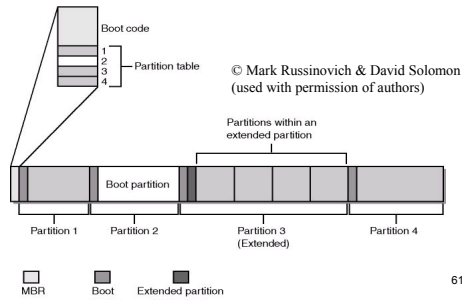 Boot code
1
2
3
4
Partition table
© Mark Russinovich & David Solomon
(used with permission of authors)
Partitions within an
extended partition
Boot partition
Partition 1
Partition 2
Partition 3
(Extended)
Partition 4
MBR
Boot
Extended partition
61